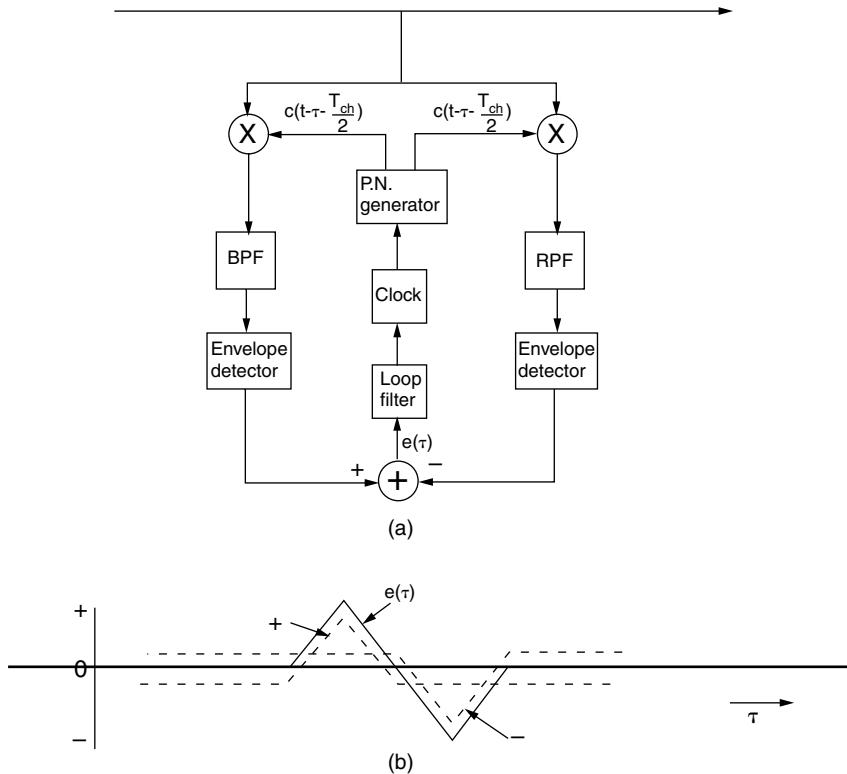 c(t-τ- T_ch/2)
c(t-τ- T_ch/2)
X
X
P.N.
generator
BPF
RPF
Clock
Envelope
detector
Envelope
detector
Loop
filter
e(τ)
+
−
+
(a)
+
e(τ)
+
0
τ
−
−
(b)